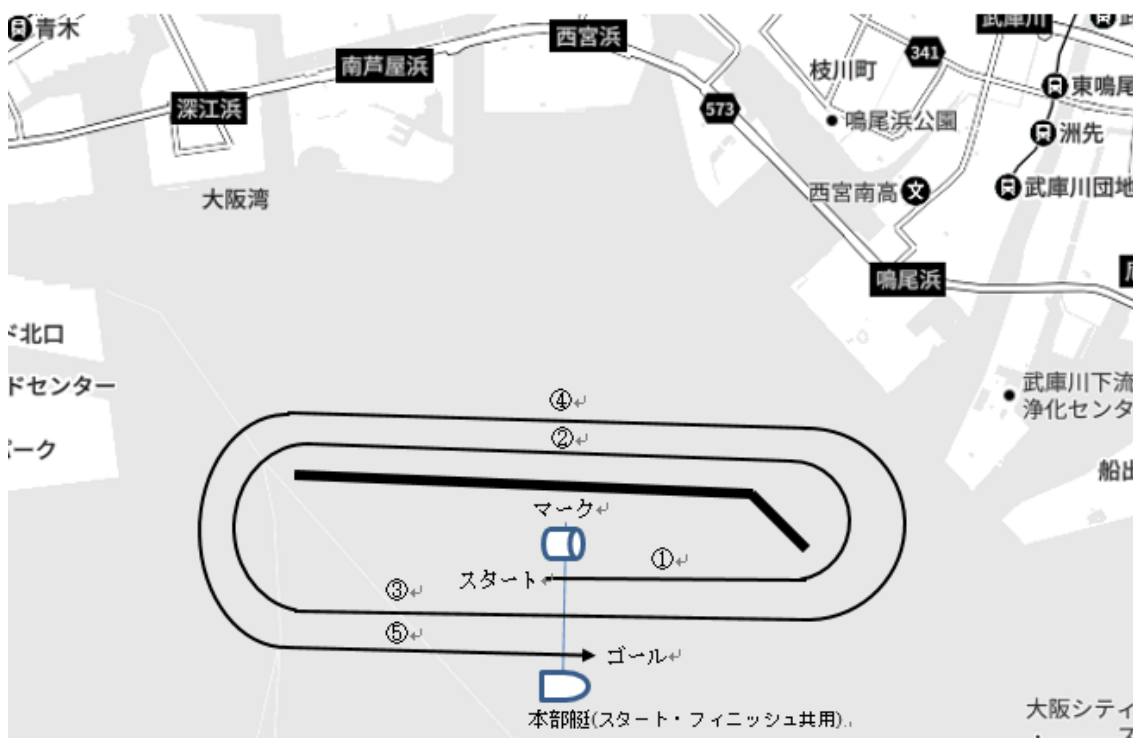 青木
西宮浜
武庫川
南芦屋浜
341
枝川町
東鳴尾
深江浜
573
鳴尾浜公園
洲先
大阪湾
西宮南高
文
武庫川団地
鳴尾浜
ド北口
ドセンター
武庫川下流
浄化センタ
④↵
②↵
ーク
船出
マーク↵
スタート↵
①↵
③↵
⑤↵
ゴール↵
本部艇(スタート・フィニッシュ共用)
大阪シティ